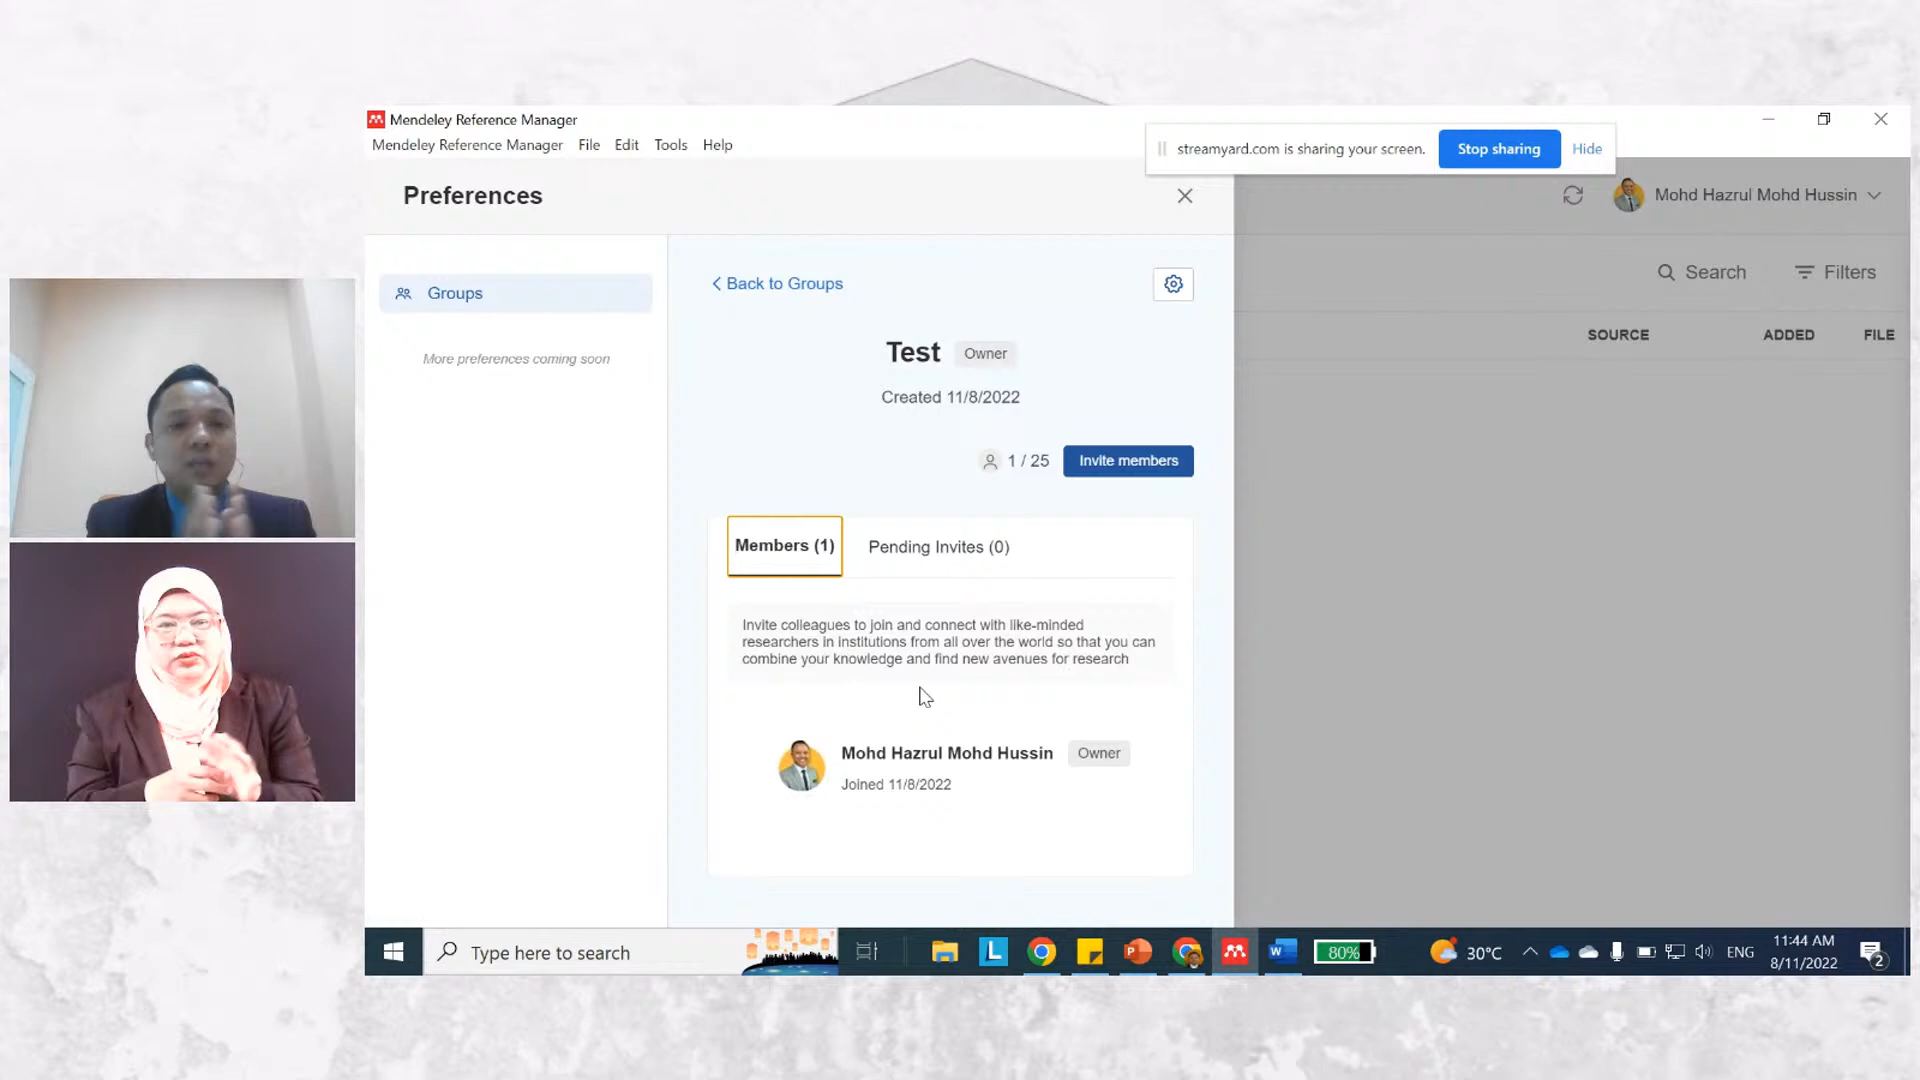 Mendeley Reference Manager
Mendeley Reference Manager File Edit Tools Help
streamyard.com is sharing your screen. Stop sharing Hide
Preferences
Mohd Hazrul Mohd Hussin
Groups
More preferences coming soon
Back to Groups
Search Filters
SOURCE ADDED FILE
Test Owner
Created 11/8/2022
1 / 25 Invite members
Members (1) Pending Invites (0)
Invite colleagues to join and connect with like-minded
researchers in institutions from all over the world so that you can
combine your knowledge and find new avenues for research
Mohd Hazrul Mohd Hussin Owner
Joined 11/8/2022
Type here to search
L
P
W
80%
30°C
ENG
11:44 AM
8/11/2022
2